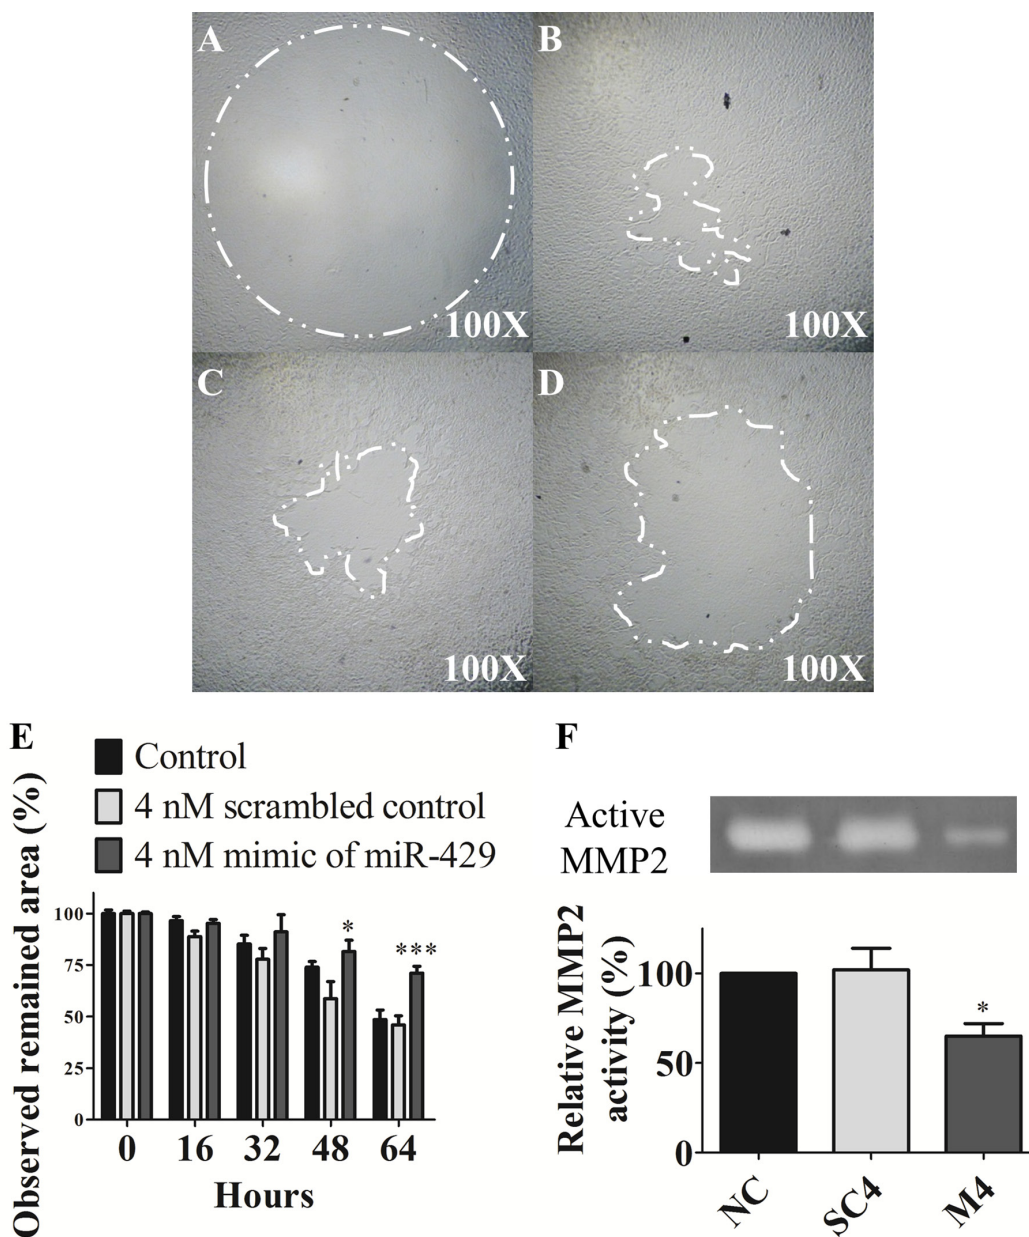 A
B
100X
100X
C
D
100X
100X
E
Control
4 nM scrambled control
4 nM mimic of miR-429
Observed remained area (%)
100
75
50
25
0
*
***
0 16 32 48 64
Hours
F
Active
MMP2
Relative MMP2
activity (%)
100
50
0
*
NC
SC4
M4